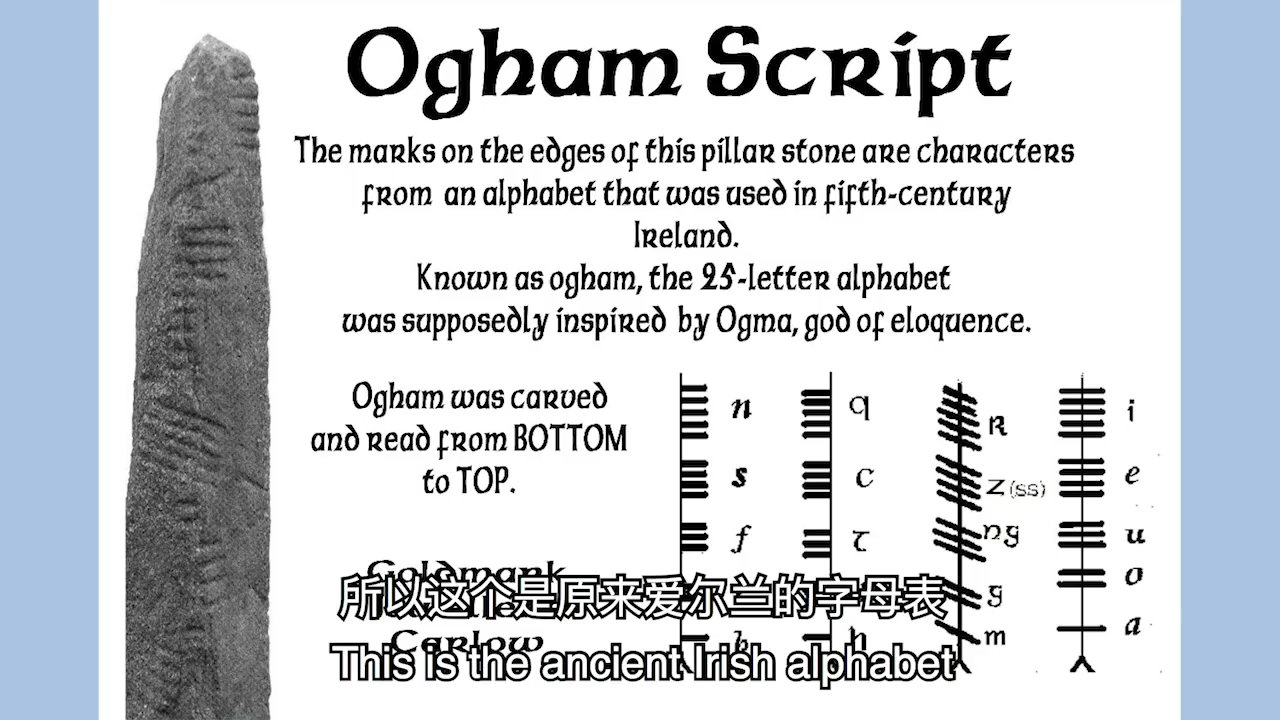 Ogham Script
The marks on the edges of this pillar stone are characters
from an alphabet that was used in fifth-century
Ireland.
Known as ogham, the 25-letter alphabet
was supposedly inspired by Ogma, god of eloquence.
Ogham was carved
and read from BOTTOM
to TOP.
n q R i
s c Z (ss) e
f t ng u
g o
b h m a
Carlow
所以这个是原来爱尔兰的字母表
This is the ancient Irish alphabet